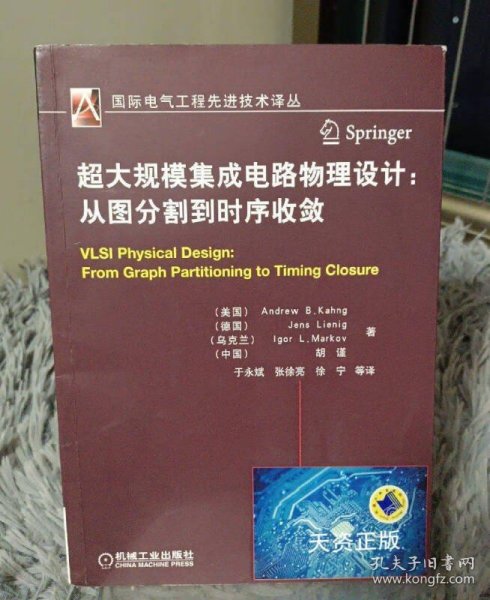 国际电气工程先进技术译丛
Springer
超大规模集成电路物理设计：
从图分割到时序收敛
VLSI Physical Design:
From Graph Partitioning to Timing Closure
（美国） Andrew B.Kahng
（德国） Jens Lienig
（乌克兰） Igor L.Markov 著
（中国） 胡 谨
于永斌 张徐亮 徐 宁 等译
机械工业出版社
CHINA MACHINE PRESS
天资正版
孔夫子旧书网
www.kongfz.com